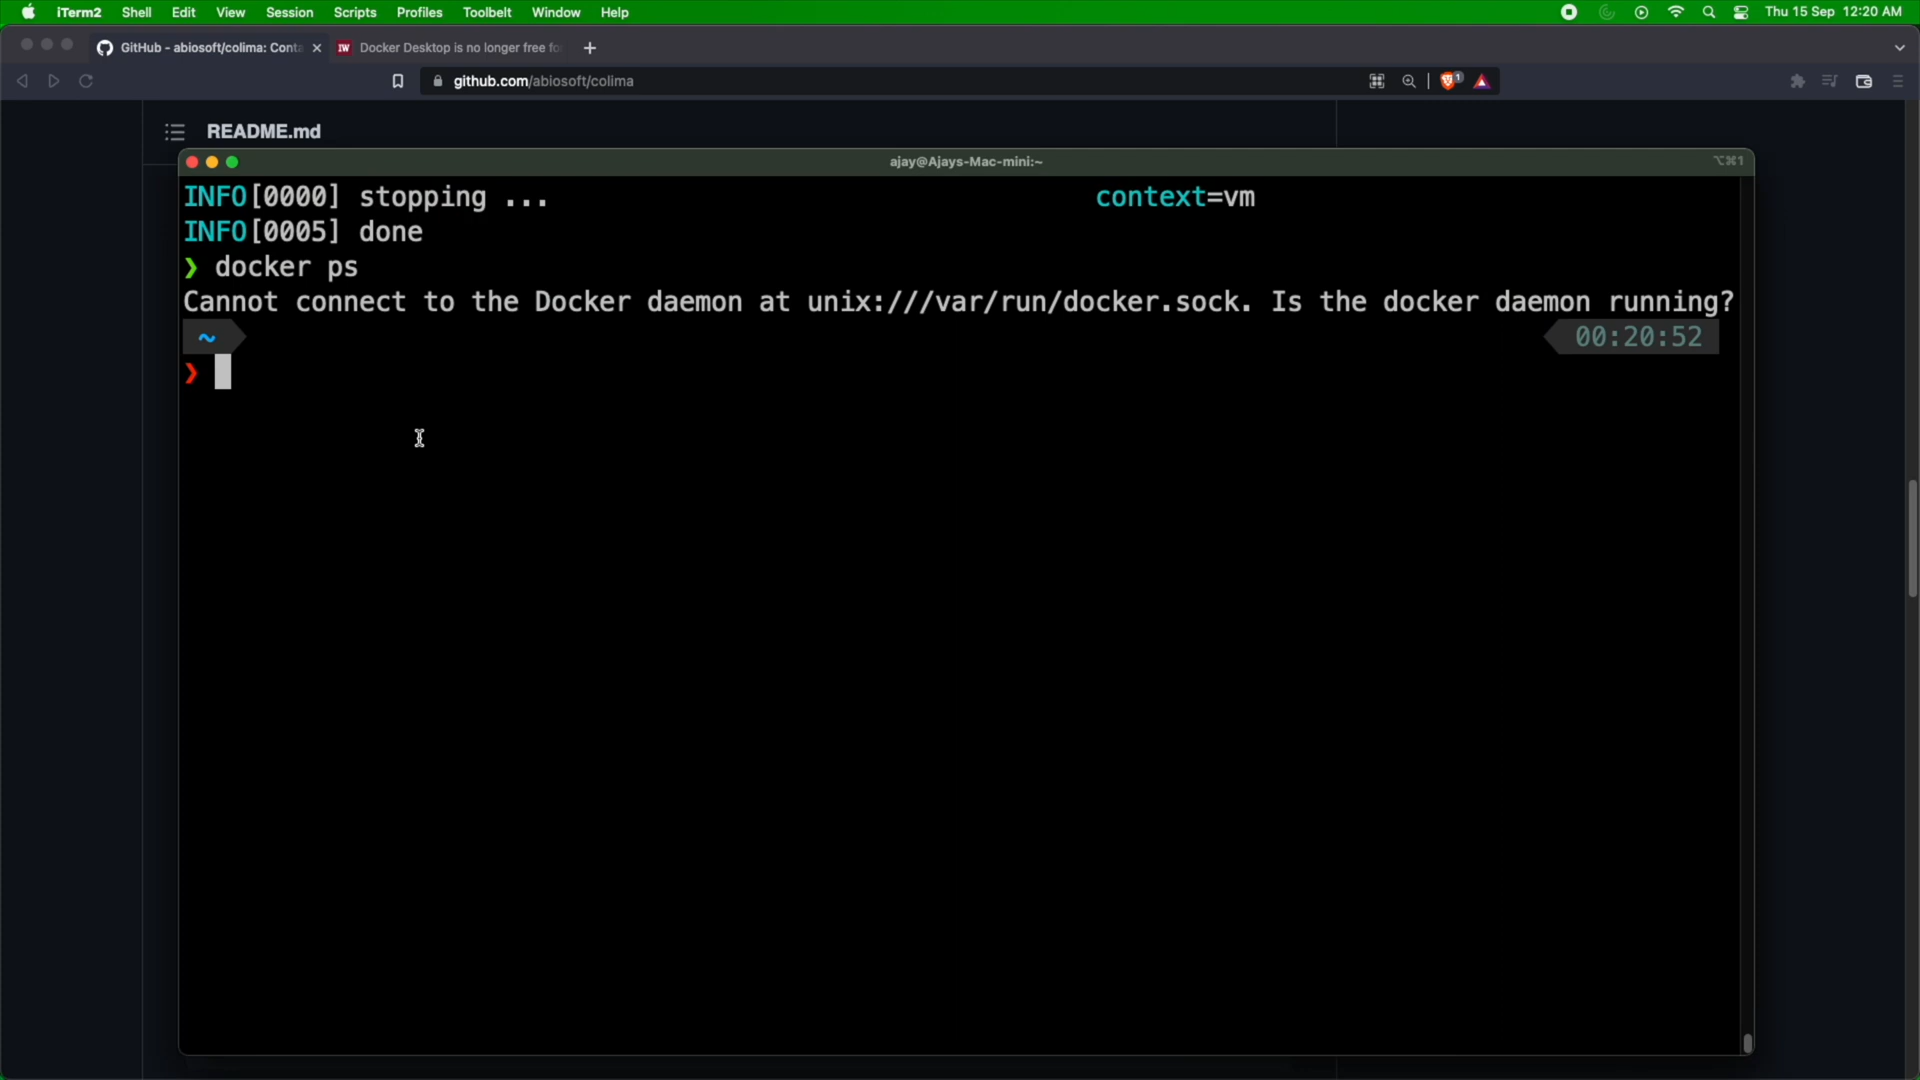 iTerm2 Shell Edit View Session Scripts Profiles Toolbelt Window Help Thu 15 Sep 12:20 AM
GitHub - abiosoft/colima: Conta IW Docker Desktop is no longer free fo
github.com/abiosoft/colima 1
README.md
ajay@Ajays-Mac-mini:~ ⌥⌘1
INFO[0000] stopping ... context=vm
INFO[0005] done
❯ docker ps
Cannot connect to the Docker daemon at unix:///var/run/docker.sock. Is the docker daemon running?
~ 00:20:52
❯